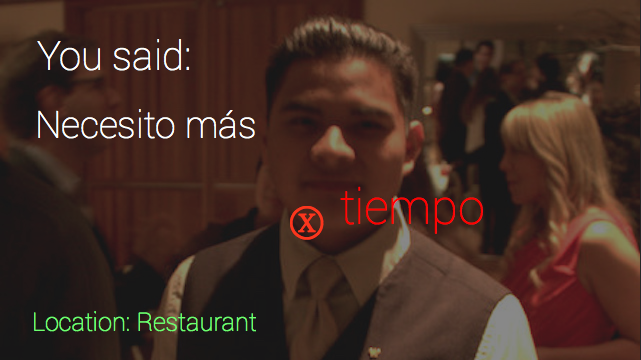 You said:
Necesito más
X tiempo
Location: Restaurant